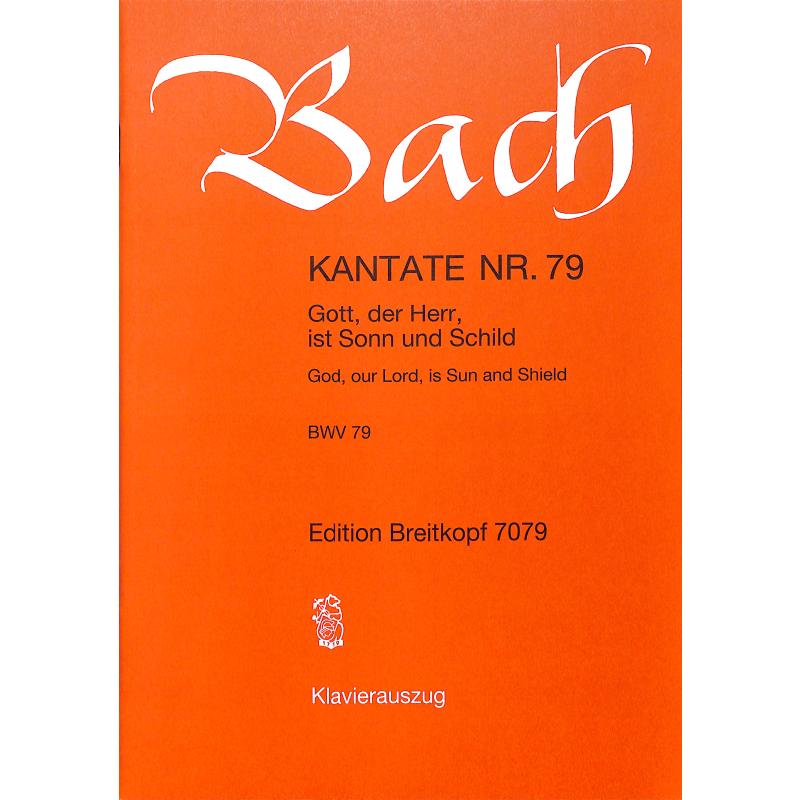 Bach
KANTATE NR. 79
Gott, der Herr,
ist Sonn und Schild
God, our Lord, is Sun and Shield
BWV 79
Edition Breitkopf 7079
Klavierauszug